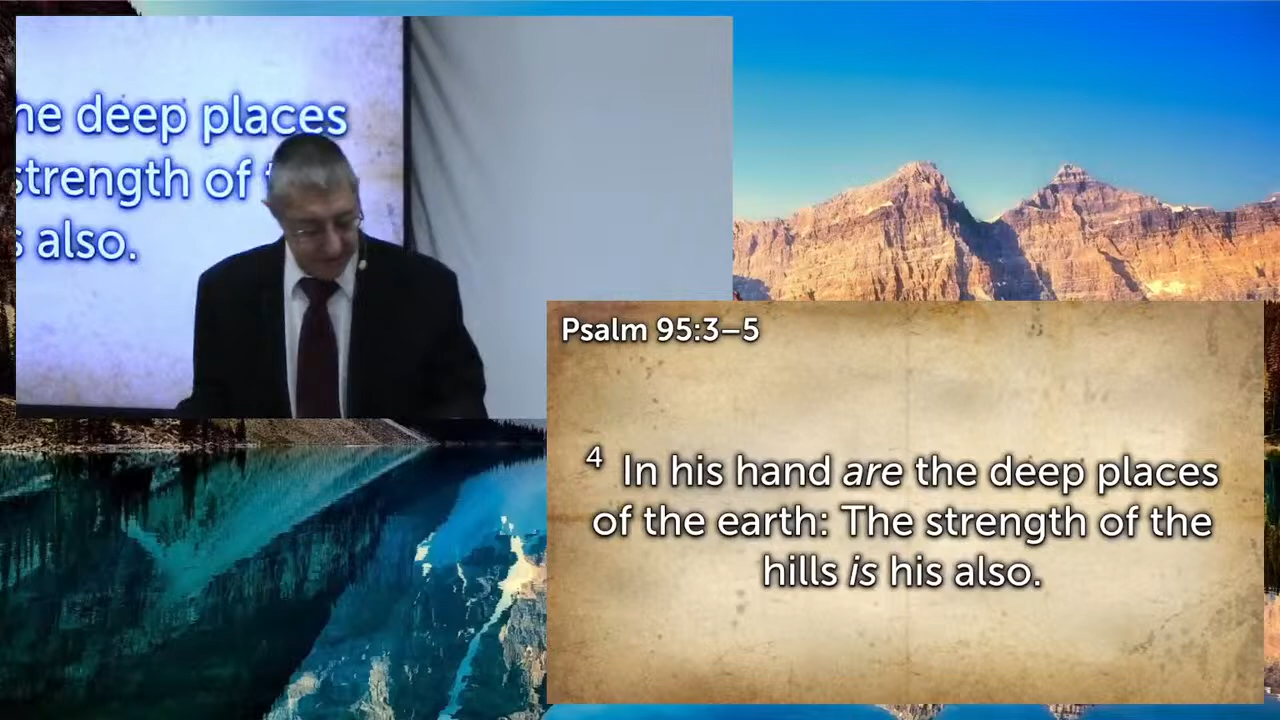 he deep places
strength of
s also.
Psalm 95:3–5
4 In his hand are the deep places
of the earth: The strength of the
hills is his also.